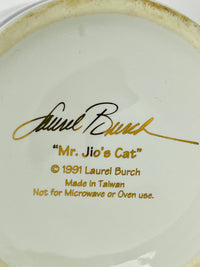 Laurel Burch
"Mr. Jio's Cat"
© 1991 Laurel Burch
Made in Taiwan
Not for Microwave or Oven use.